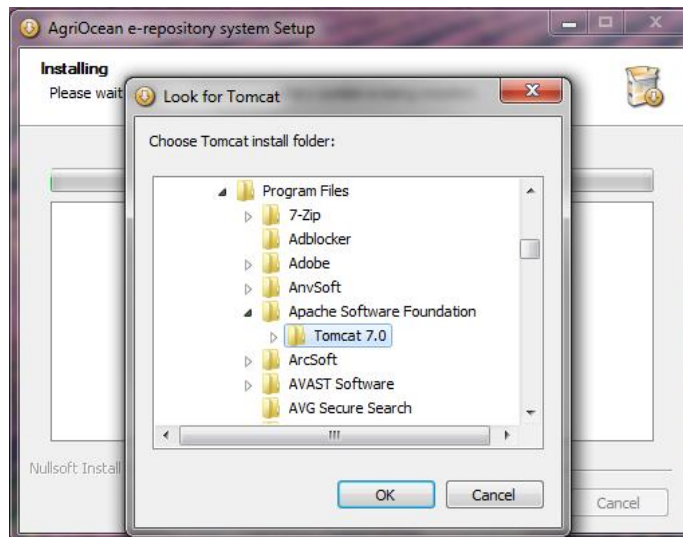 AgriOcean e-repository system Setup
Installing
Please wait
Look for Tomcat
Choose Tomcat install folder:
Program Files
7-Zip
Adblocker
Adobe
AnvSoft
Apache Software Foundation
Tomcat 7.0
ArcSoft
AVAST Software
AVG Secure Search
Nullsoft Install
OK
Cancel
Cancel